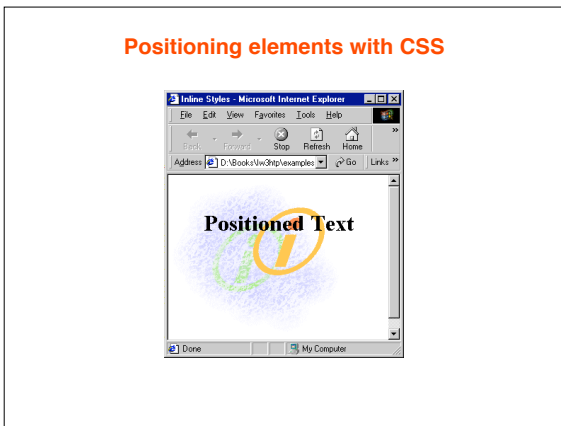 Positioning elements with CSS
Inline Styles - Microsoft Internet Explorer
File Edit View Favorites Tools Help
Back Forward Stop Refresh Home »
Address D:\Books\Iw3htp\examples Go Links »
Positioned Text
i i
Done My Computer